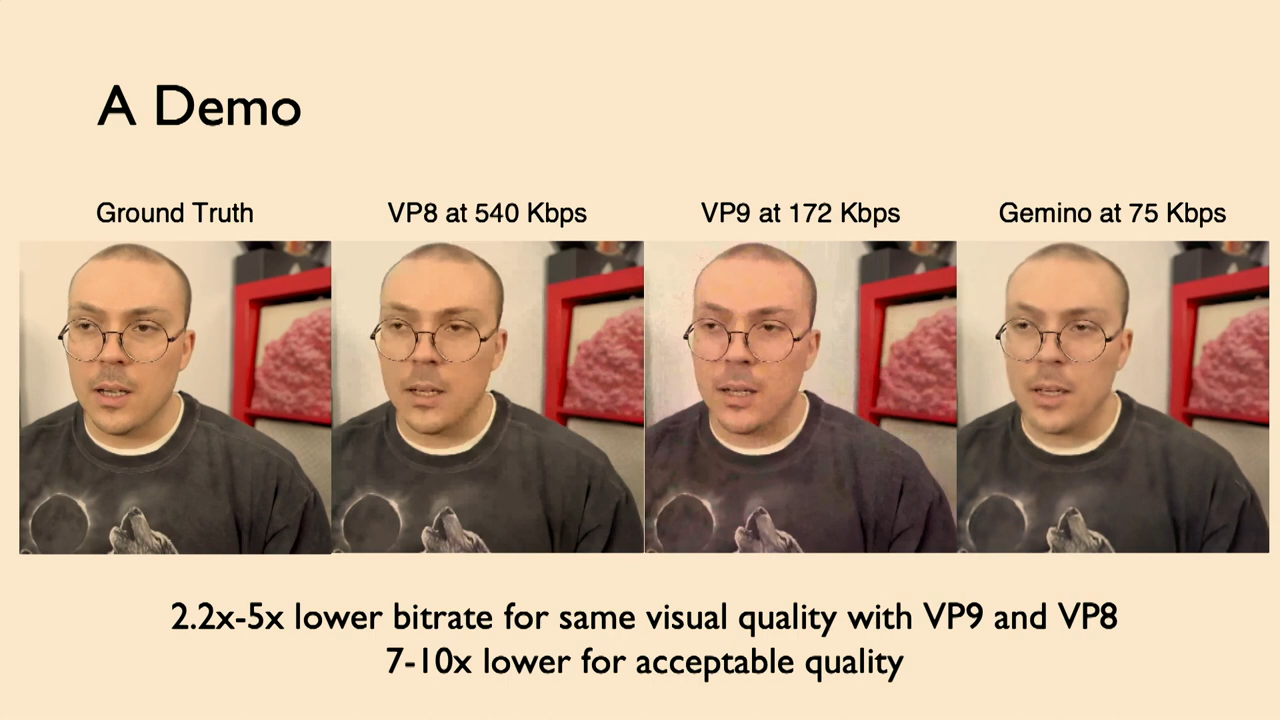 A Demo
Ground Truth
VP8 at 540 Kbps
VP9 at 172 Kbps
Gemino at 75 Kbps
2.2x-5x lower bitrate for same visual quality with VP9 and VP8
7-10x lower for acceptable quality